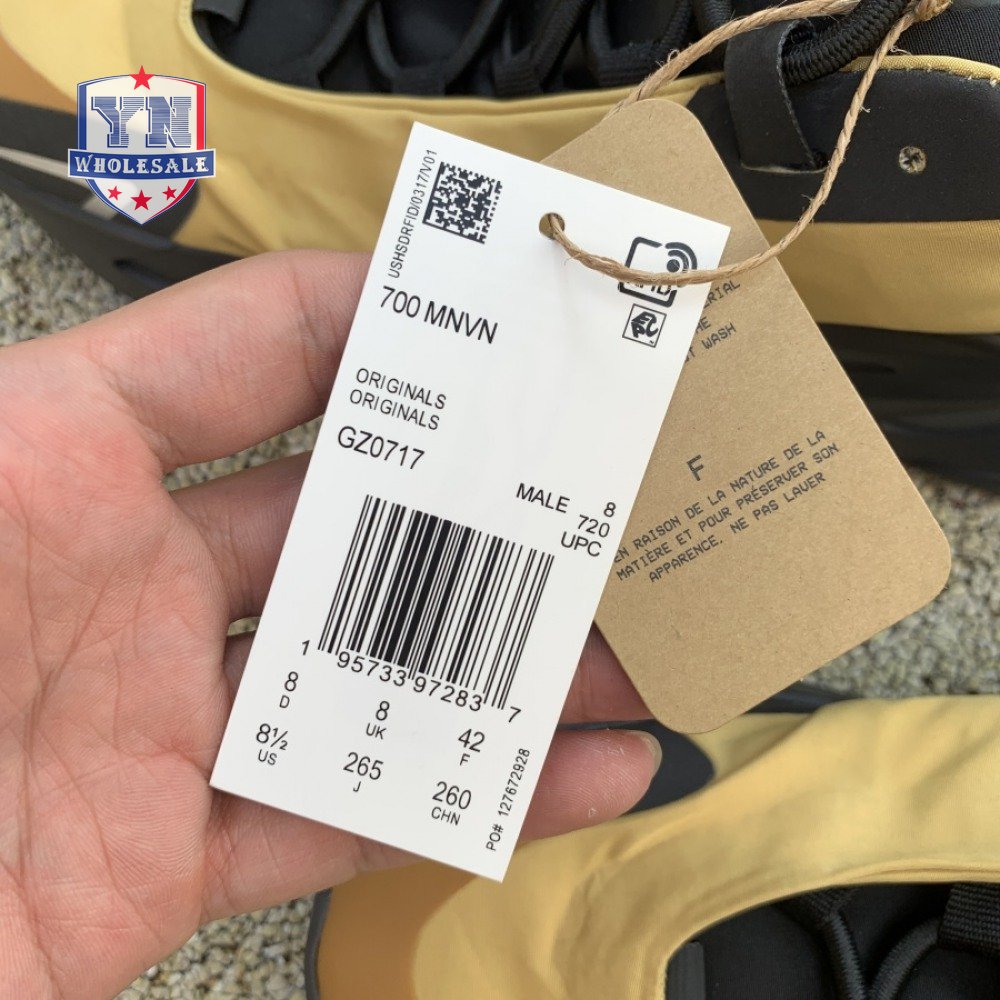 YN
WHOLESALE
USHSDRFID/0317/V/01
700 MNVN
ORIGINALS
ORIGINALS
GZ0717
MALE 8
720
UPC
1 95733 97283 7
8 D
8 UK
42 F
8½ US
265 J
260 CHN
PO# 127672928
WASH
F
EN RAISON DE LA NATURE DE LA
MATIÈRE ET POUR PRÉSERVER SON
APPARENCE. NE PAS LAVER